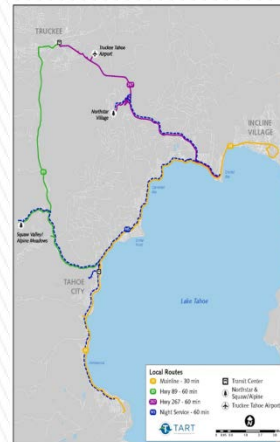 TRUCKEE
Truckee Tahoe
Airport
267
Northstar
Village
INCLINE
VILLAGE
89
Squaw Valley/
Alpine Meadows
TAHOE
CITY
Lake Tahoe
Local Routes
Mainline - 30 min
Hwy 89 - 60 min
Hwy 267 - 60 min
Night Service - 60 min
TART
Transit Center
Northstar &
Squaw/Alpine
Truckee Tahoe Airport